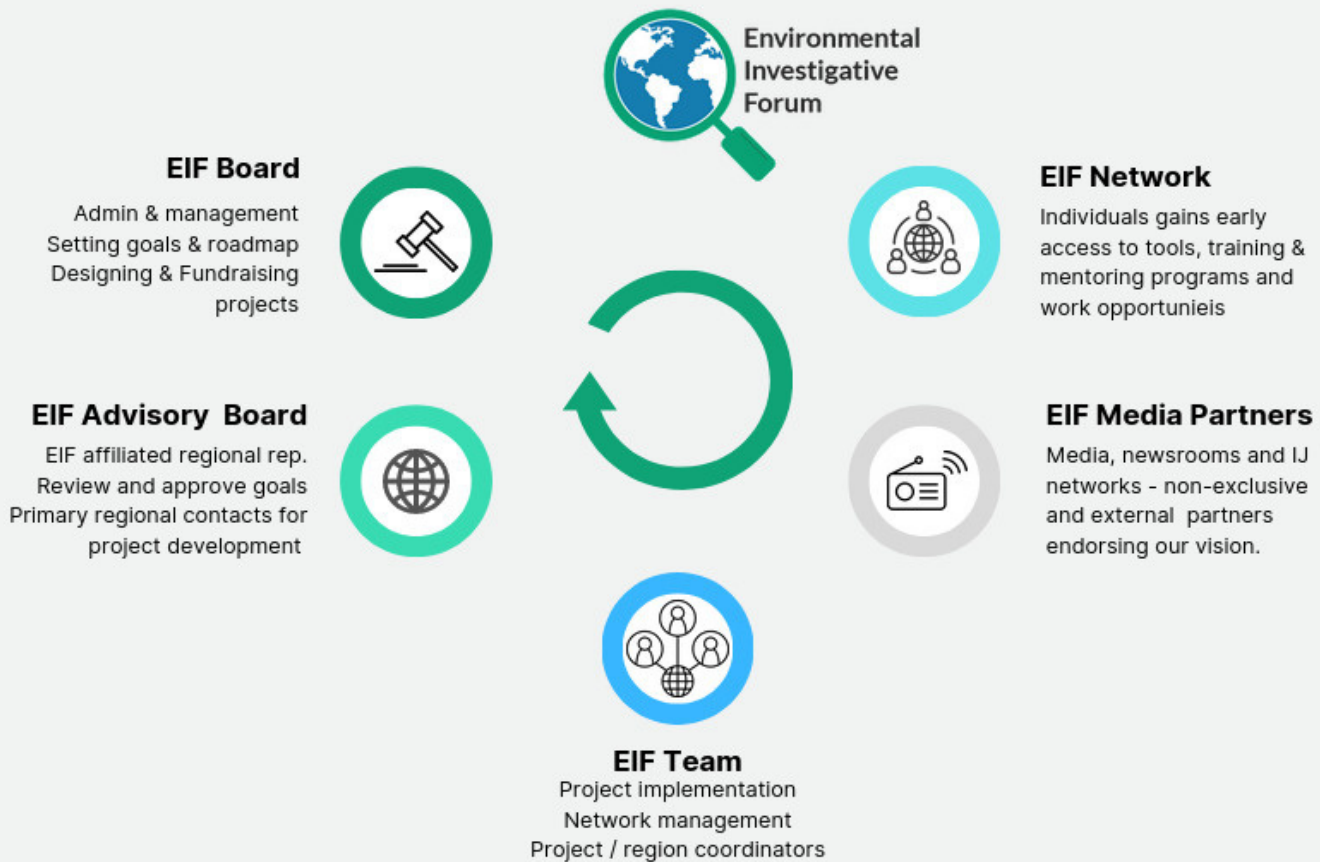 Environmental
Investigative
Forum
EIF Board
Admin & management
Setting goals & roadmap
Designing & Fundraising
projects
EIF Network
Individuals gains early
access to tools, training &
mentoring programs and
work opportunieis
EIF Advisory Board
EIF affiliated regional rep.
Review and approve goals
Primary regional contacts for
project development
EIF Media Partners
Media, newsrooms and IJ
networks - non-exclusive
and external partners
endorsing our vision.
EIF Team
Project implementation
Network management
Project / region coordinators